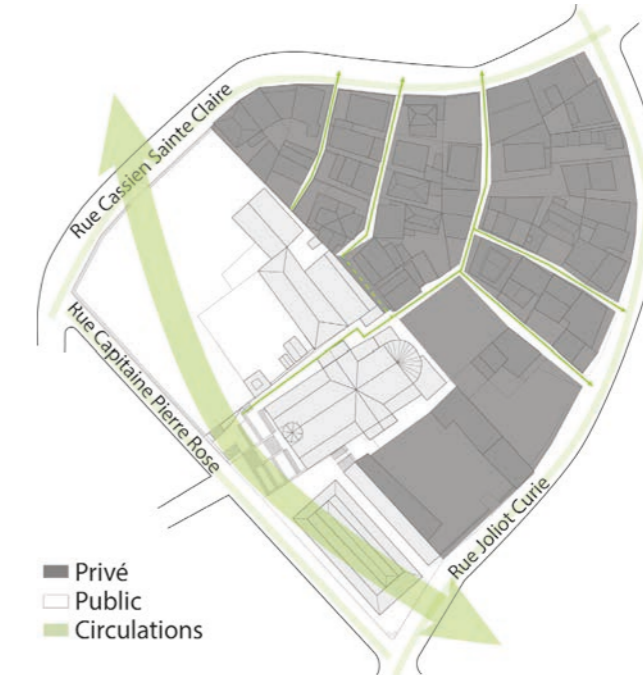 Rue Cassien Sainte Claire
Rue Capitaine Pierre Rose
Rue Joliot Curie
Privé
Public
Circulations